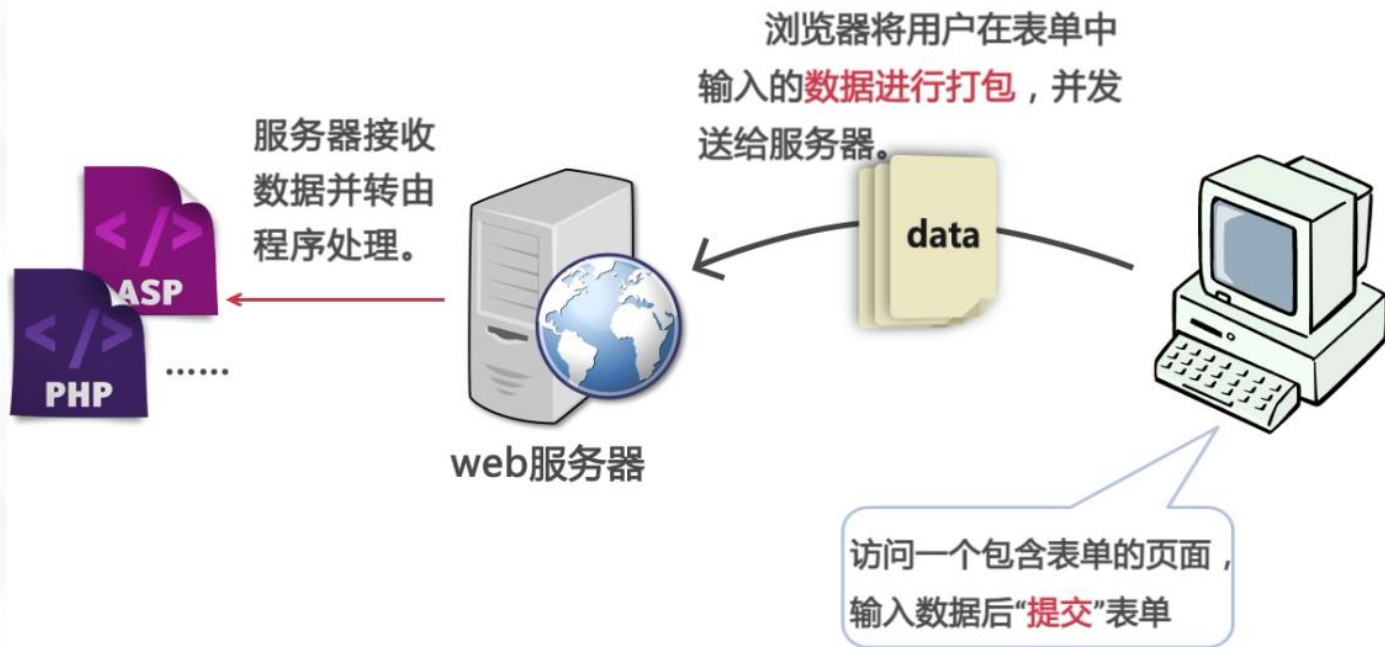 浏览器将用户在表单中
输入的数据进行打包，并发
送给服务器。
服务器接收
数据并转由
程序处理。
data
</>
ASP
</>
PHP
……
web服务器
访问一个包含表单的页面，
输入数据后“提交”表单